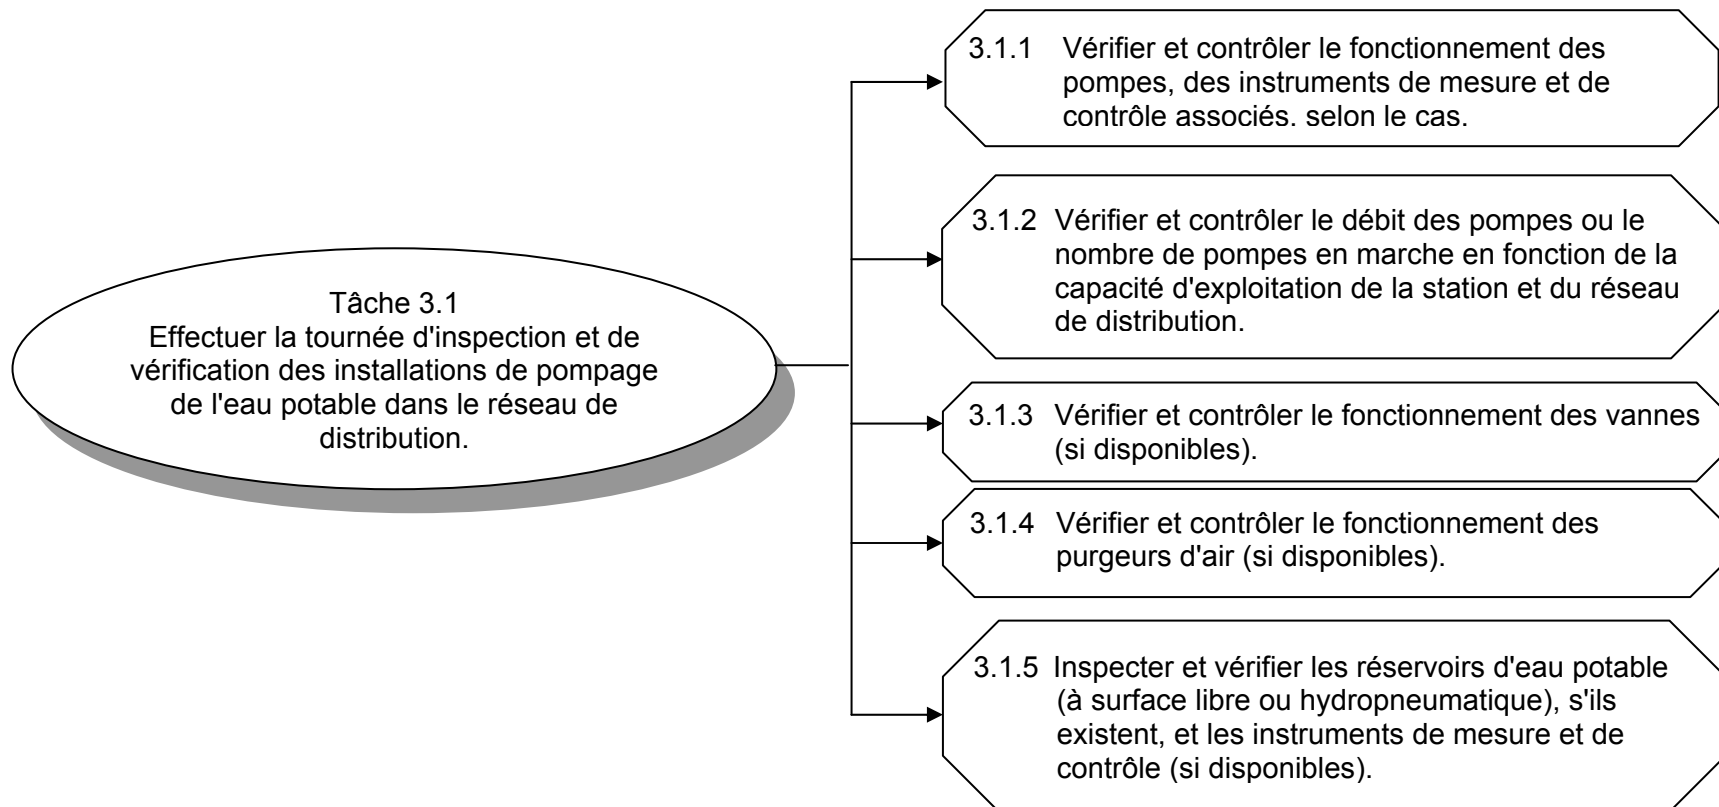 Tâche 3.1
Effectuer la tournée d'inspection et de
vérification des installations de pompage
de l'eau potable dans le réseau de
distribution.
3.1.1 Vérifier et contrôler le fonctionnement des
pompes, des instruments de mesure et de
contrôle associés. selon le cas.
3.1.2 Vérifier et contrôler le débit des pompes ou le
nombre de pompes en marche en fonction de la
capacité d'exploitation de la station et du réseau
de distribution.
3.1.3 Vérifier et contrôler le fonctionnement des vannes
(si disponibles).
3.1.4 Vérifier et contrôler le fonctionnement des
purgeurs d'air (si disponibles).
3.1.5 Inspecter et vérifier les réservoirs d'eau potable
(à surface libre ou hydropneumatique), s'ils
existent, et les instruments de mesure et de
contrôle (si disponibles).